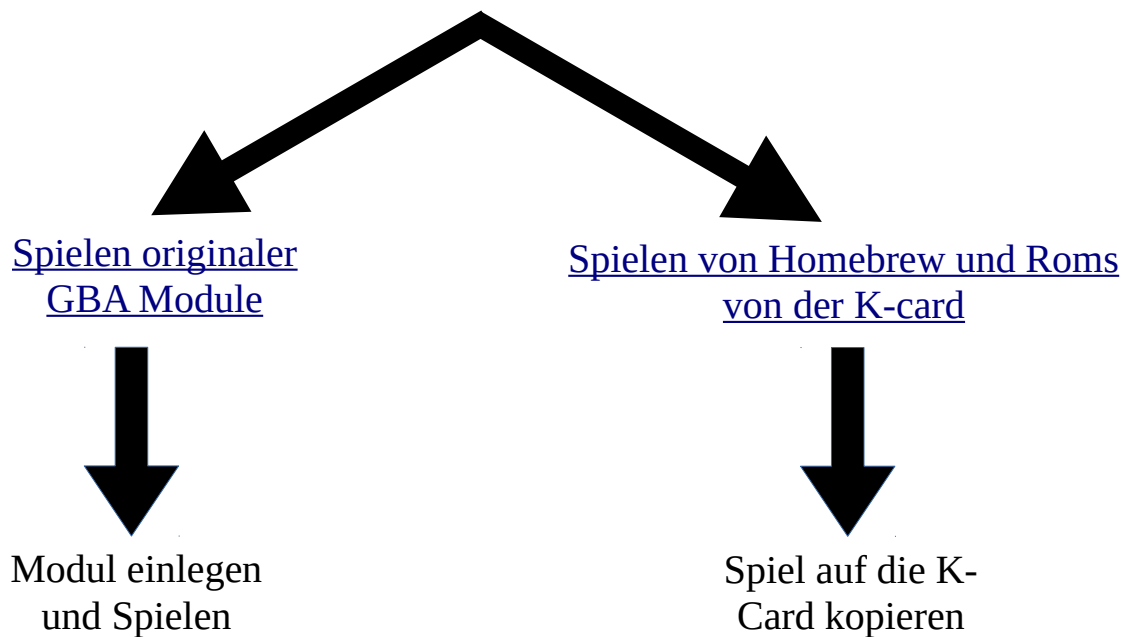 Spielen originaler
GBA Module
Spielen von Homebrew und Roms
von der K-card
Modul einlegen
und Spielen
Spiel auf die K-
Card kopieren